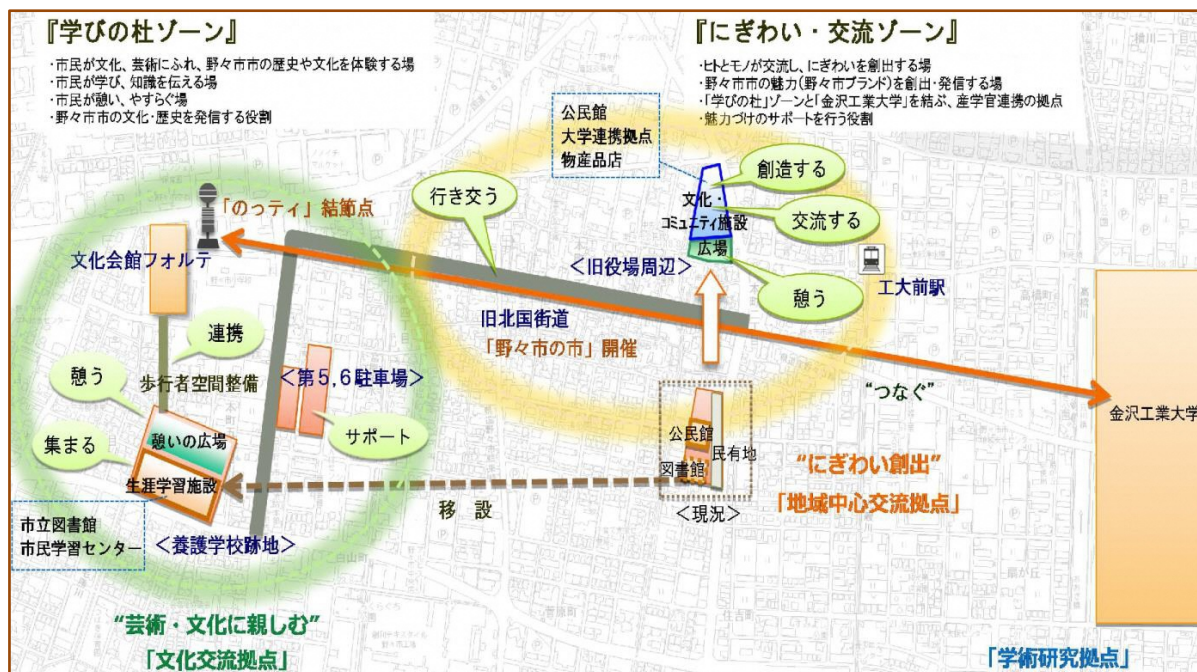 『学びの杜ゾーン』
・市民が文化、芸術にふれ、野々市市の歴史や文化を体験する場
・市民が学び、知識を伝える場
・市民が憩い、やすらぐ場
・野々市市の文化・歴史を発信する役割
『にぎわい・交流ゾーン』
・ヒトとモノが交流し、にぎわいを創出する場
・野々市市の魅力(野々市ブランド)を創出・発信する場
・「学びの杜」ゾーンと「金沢工業大学」を結ぶ、産学官連携の拠点
・魅力づけのサポートを行う役割
公民館
大学連携拠点
物産品店
創造する
文化・
コミュニティ施設
交流する
広場
憩う
<旧役場周辺>
工大前駅
行き交う
「のっティ」結節点
文化会館フォルテ
旧北国街道
「野々市の市」開催
連携
歩行者空間整備
<第5,6駐車場>
サポート
憩う
憩いの広場
集まる
生涯学習施設
市立図書館
市民学習センター
<養護学校跡地>
移設
公民館
図書館
民有地
<現況>
“つなぐ”
金沢工業大学
“にぎわい創出”
「地域中心交流拠点」
“芸術・文化に親しむ”
「文化交流拠点」
「学術研究拠点」
高橋町
高橋川
扇が丘
白山町
菅原町